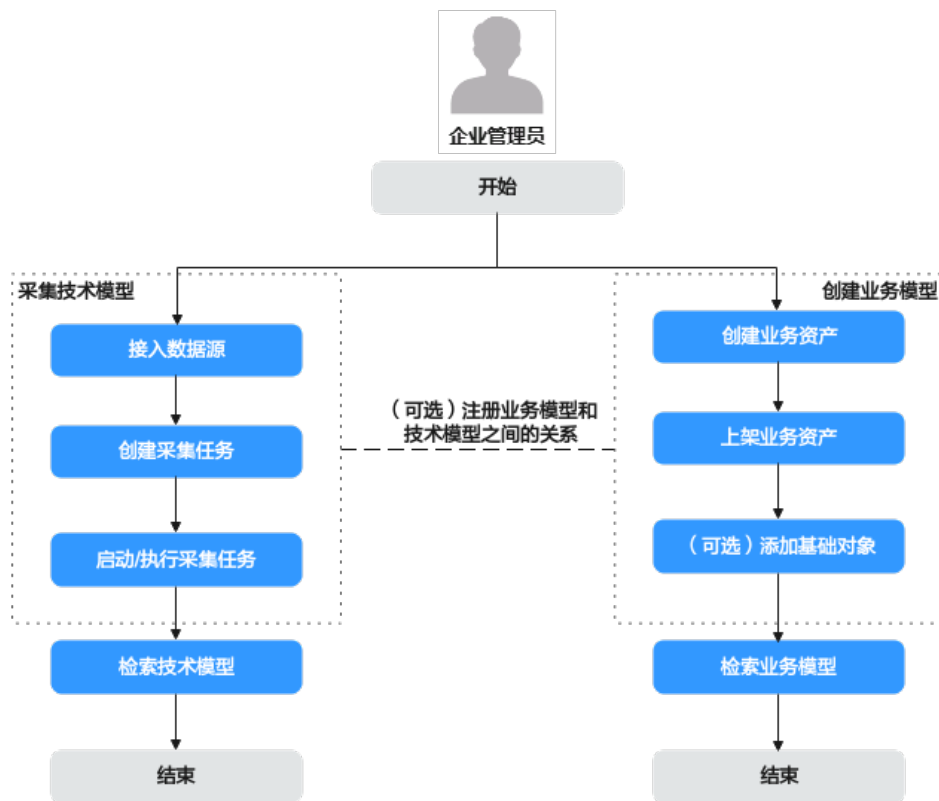 企业管理员
开始
采集技术模型
接入数据源
创建采集任务
启动/执行采集任务
检索技术模型
结束
（可选）注册业务模型和
技术模型之间的关系
创建业务模型
创建业务资产
上架业务资产
（可选）添加基础对象
检索业务模型
结束